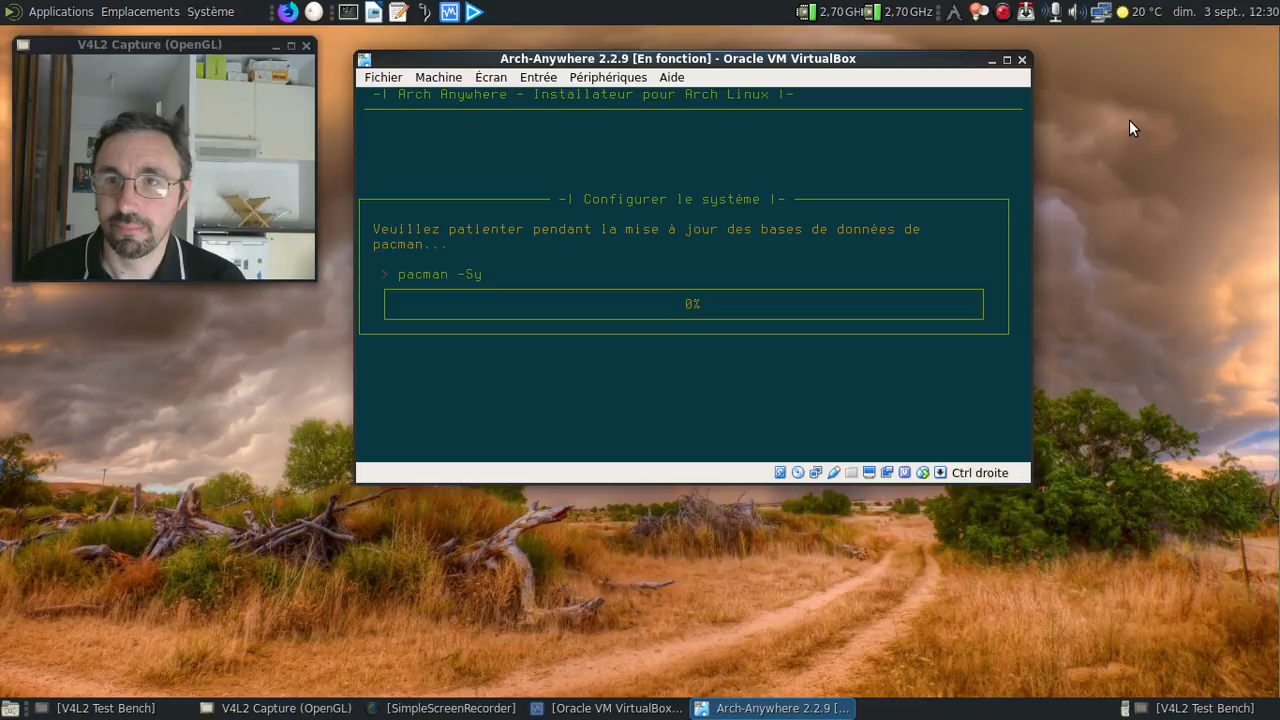 Applications Emplacements Système
2,70 GHz 2,70 GHz 20 °C dim. 3 sept., 12:30
V4L2 Capture (OpenGL)
Arch-Anywhere 2.2.9 [En fonction] - Oracle VM VirtualBox
Fichier Machine Écran Entrée Périphériques Aide
-| Arch Anywhere - Installateur pour Arch Linux |-
-| Configurer le système |-
Veuillez patienter pendant la mise à jour des bases de données de
pacman...
> pacman -Sy
0%
Ctrl droite
[V4L2 Test Bench] V4L2 Capture (OpenGL) [SimpleScreenRecorder] [Oracle VM VirtualBox... Arch-Anywhere 2.2.9 [... [V4L2 Test Bench]